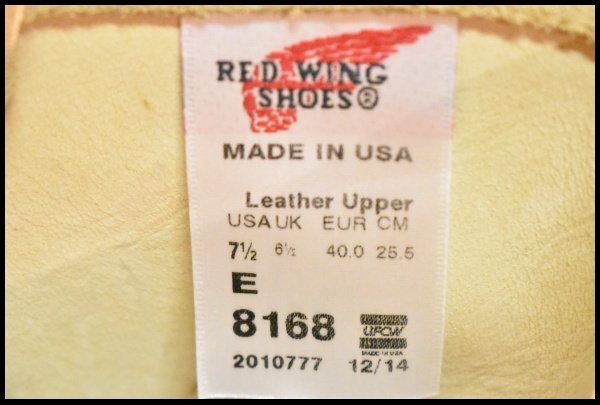 RED WING
SHOES®
MADE IN USA
Leather Upper
USA UK EUR CM
7½ 6½ 40.0 25.5
E
8168
UFCW
MADE IN U.S.A.
2010777 12/14